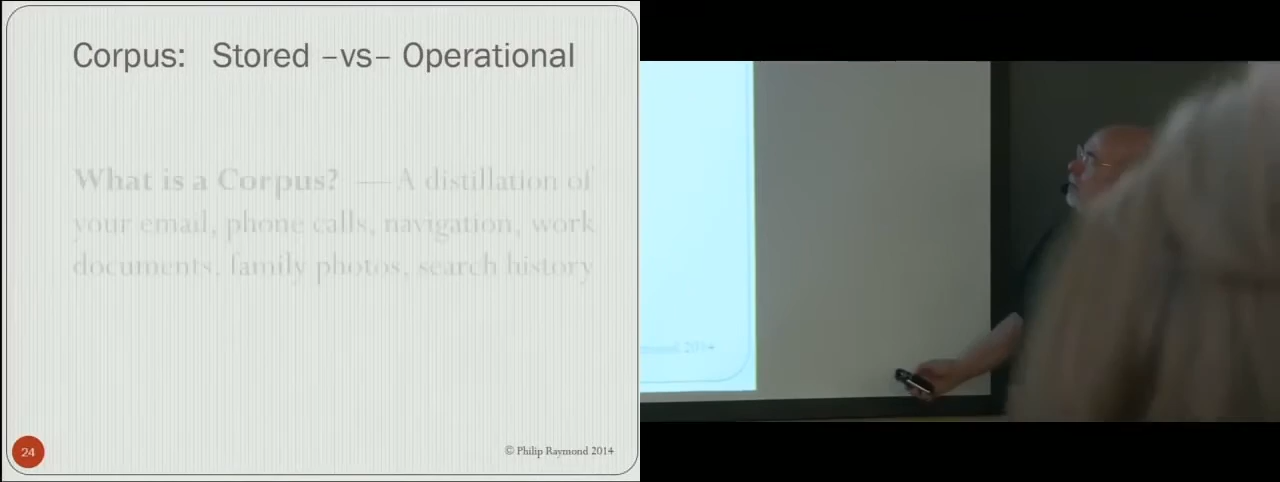 Corpus: Stored –vs– Operational
What is a Corpus? — A distillation of
your email, phone calls, navigation, work
documents, family photos, search history
24
© Philip Raymond 2014
2014